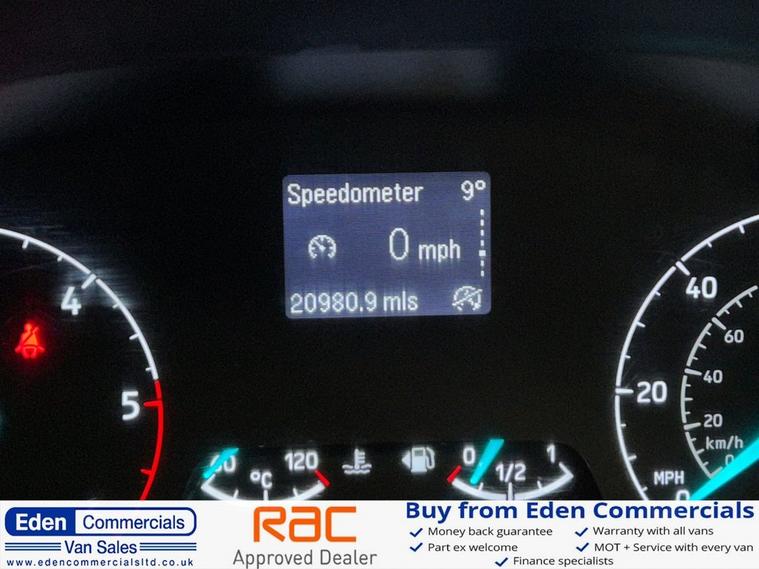 Speedometer 9°
0 mph
20980.9 mls
4
5
40
20
MPH
0
60
40
20
km/h
0
60 °C 120
0 1/2 1
Eden Commercials
Van Sales
www.edencommercialsltd.co.uk
RAC
Approved Dealer
Buy from Eden Commercials
Money back guarantee
Warranty with all vans
Part ex welcome
MOT + Service with every van
Finance specialists